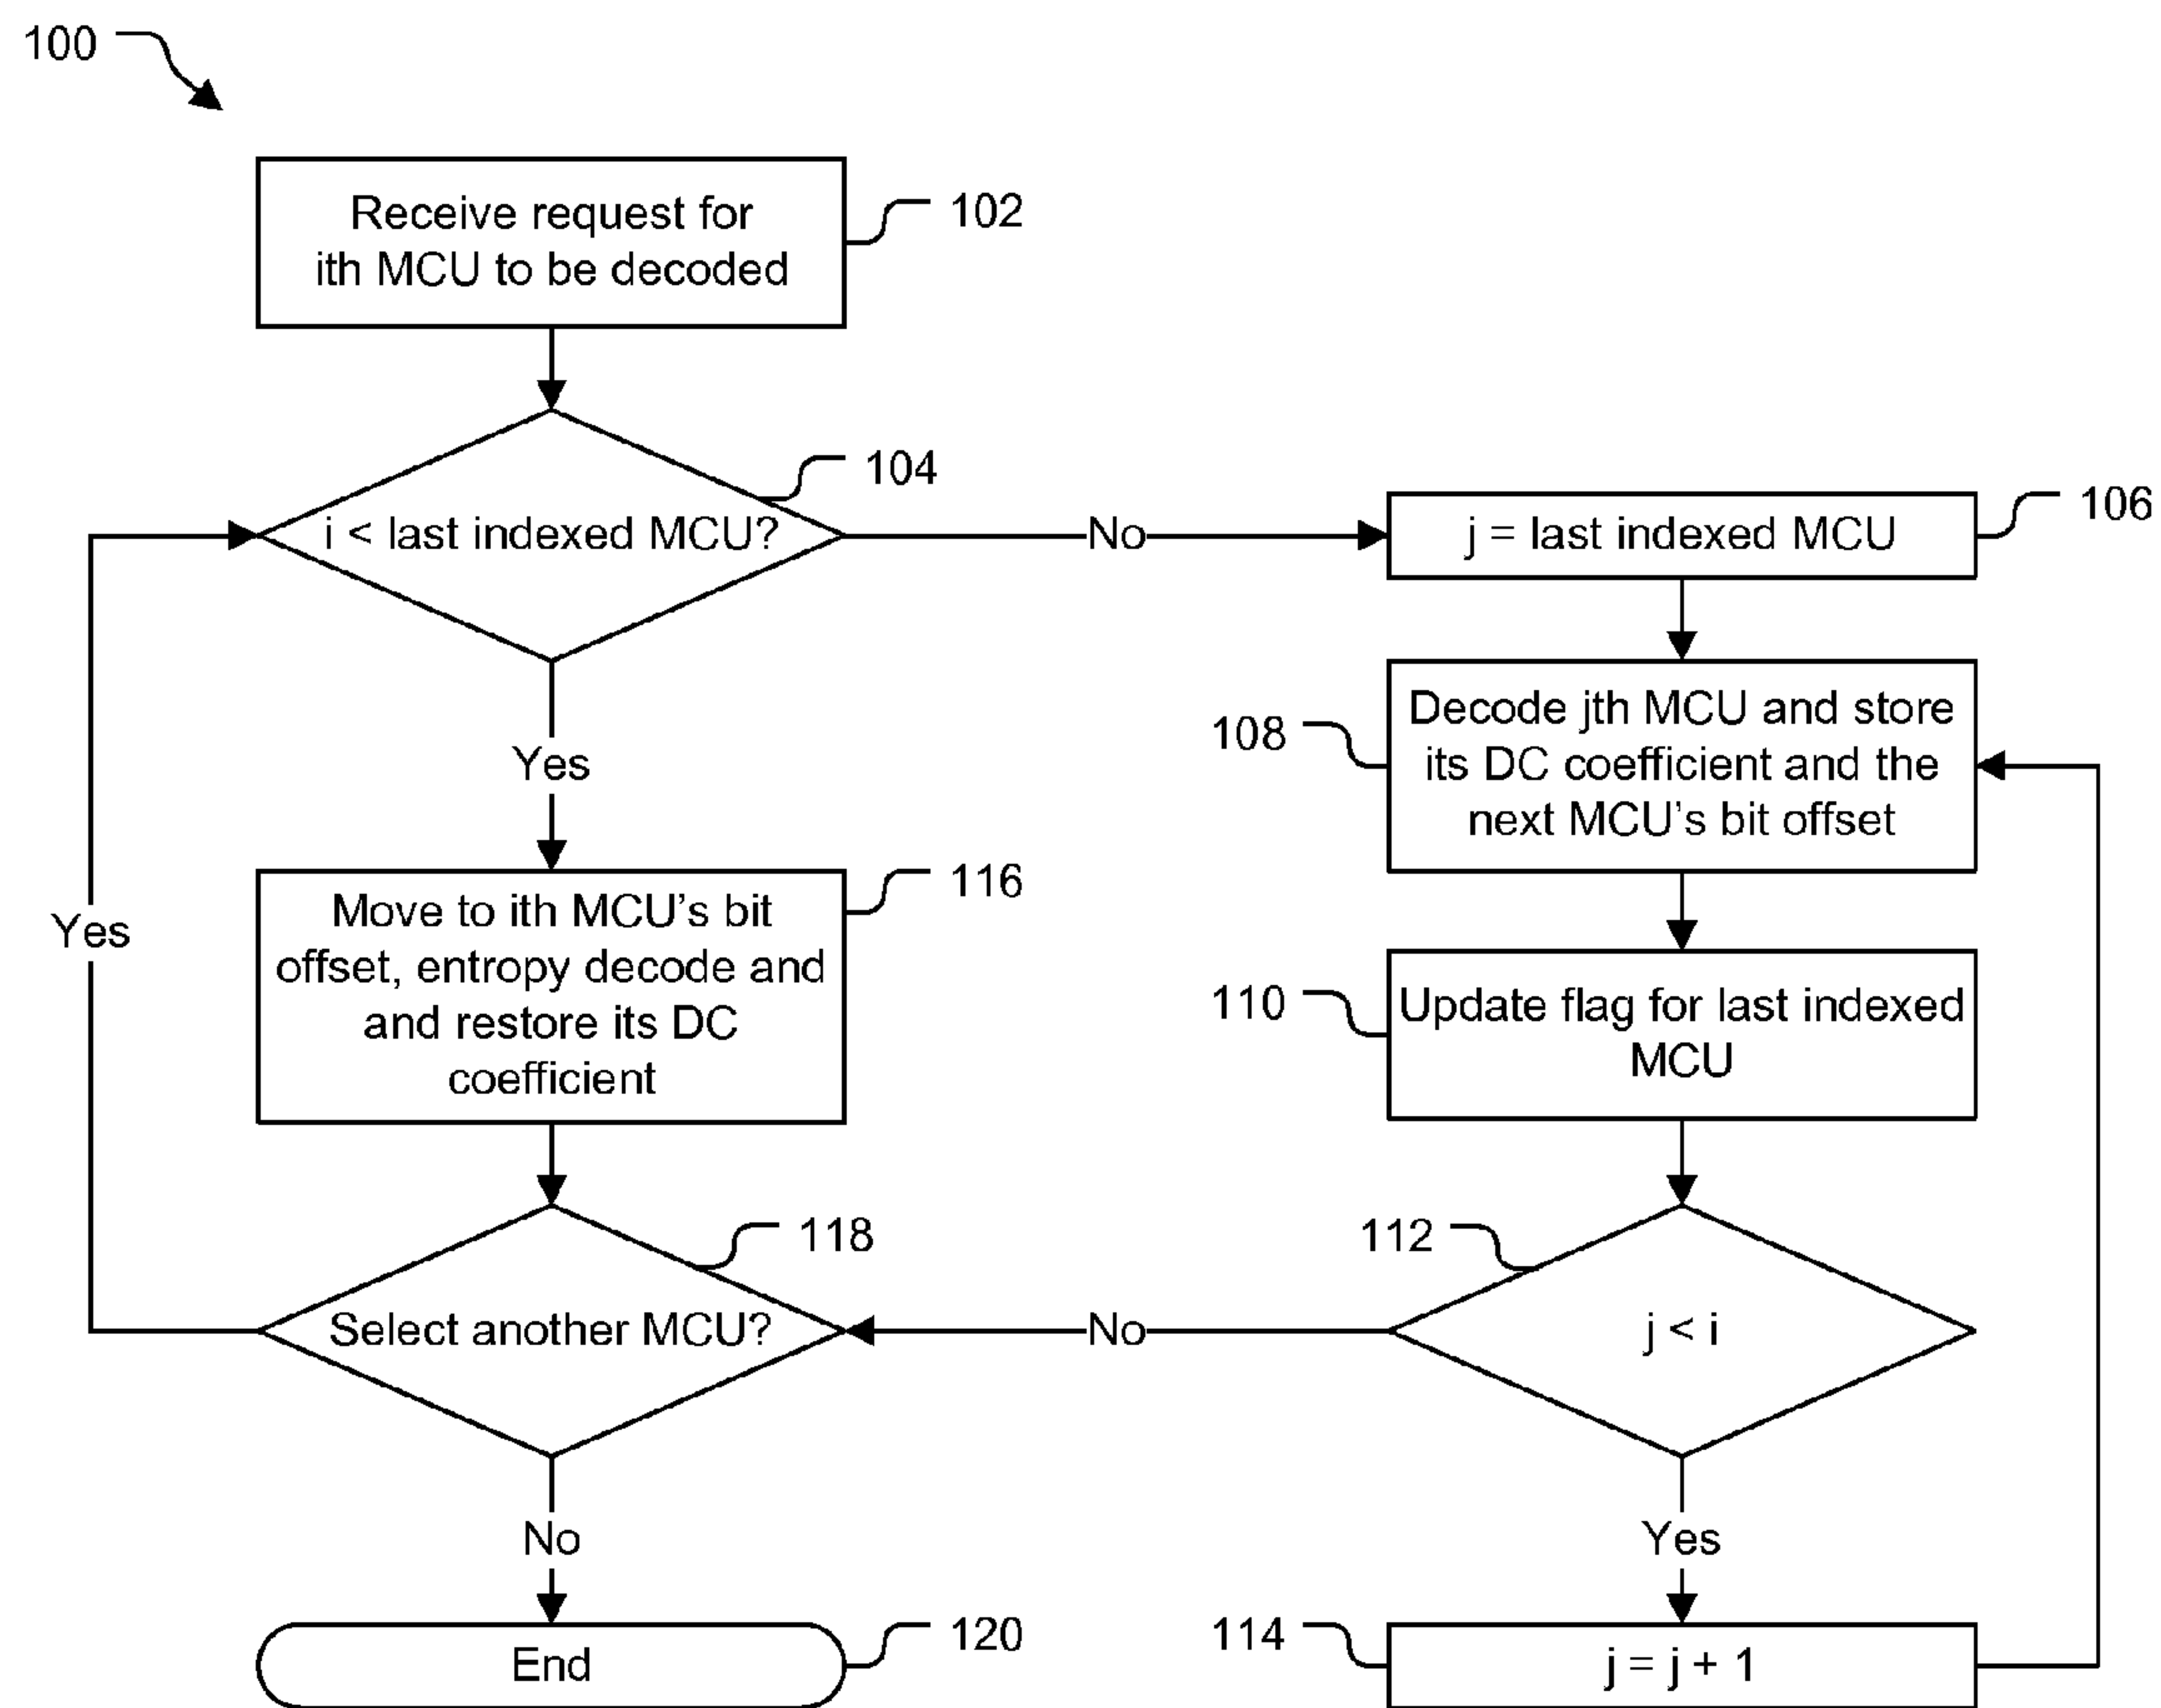 100
Receive request for
ith MCU to be decoded
102
i < last indexed MCU?
104
No
j = last indexed MCU
106
Yes
Decode jth MCU and store
its DC coefficient and the
next MCU's bit offset
108
Move to ith MCU's bit
offset, entropy decode and
and restore its DC
coefficient
116
Yes
Update flag for last indexed
MCU
110
Select another MCU?
118
No
j < i
112
No
Yes
End
120
j = j + 1
114